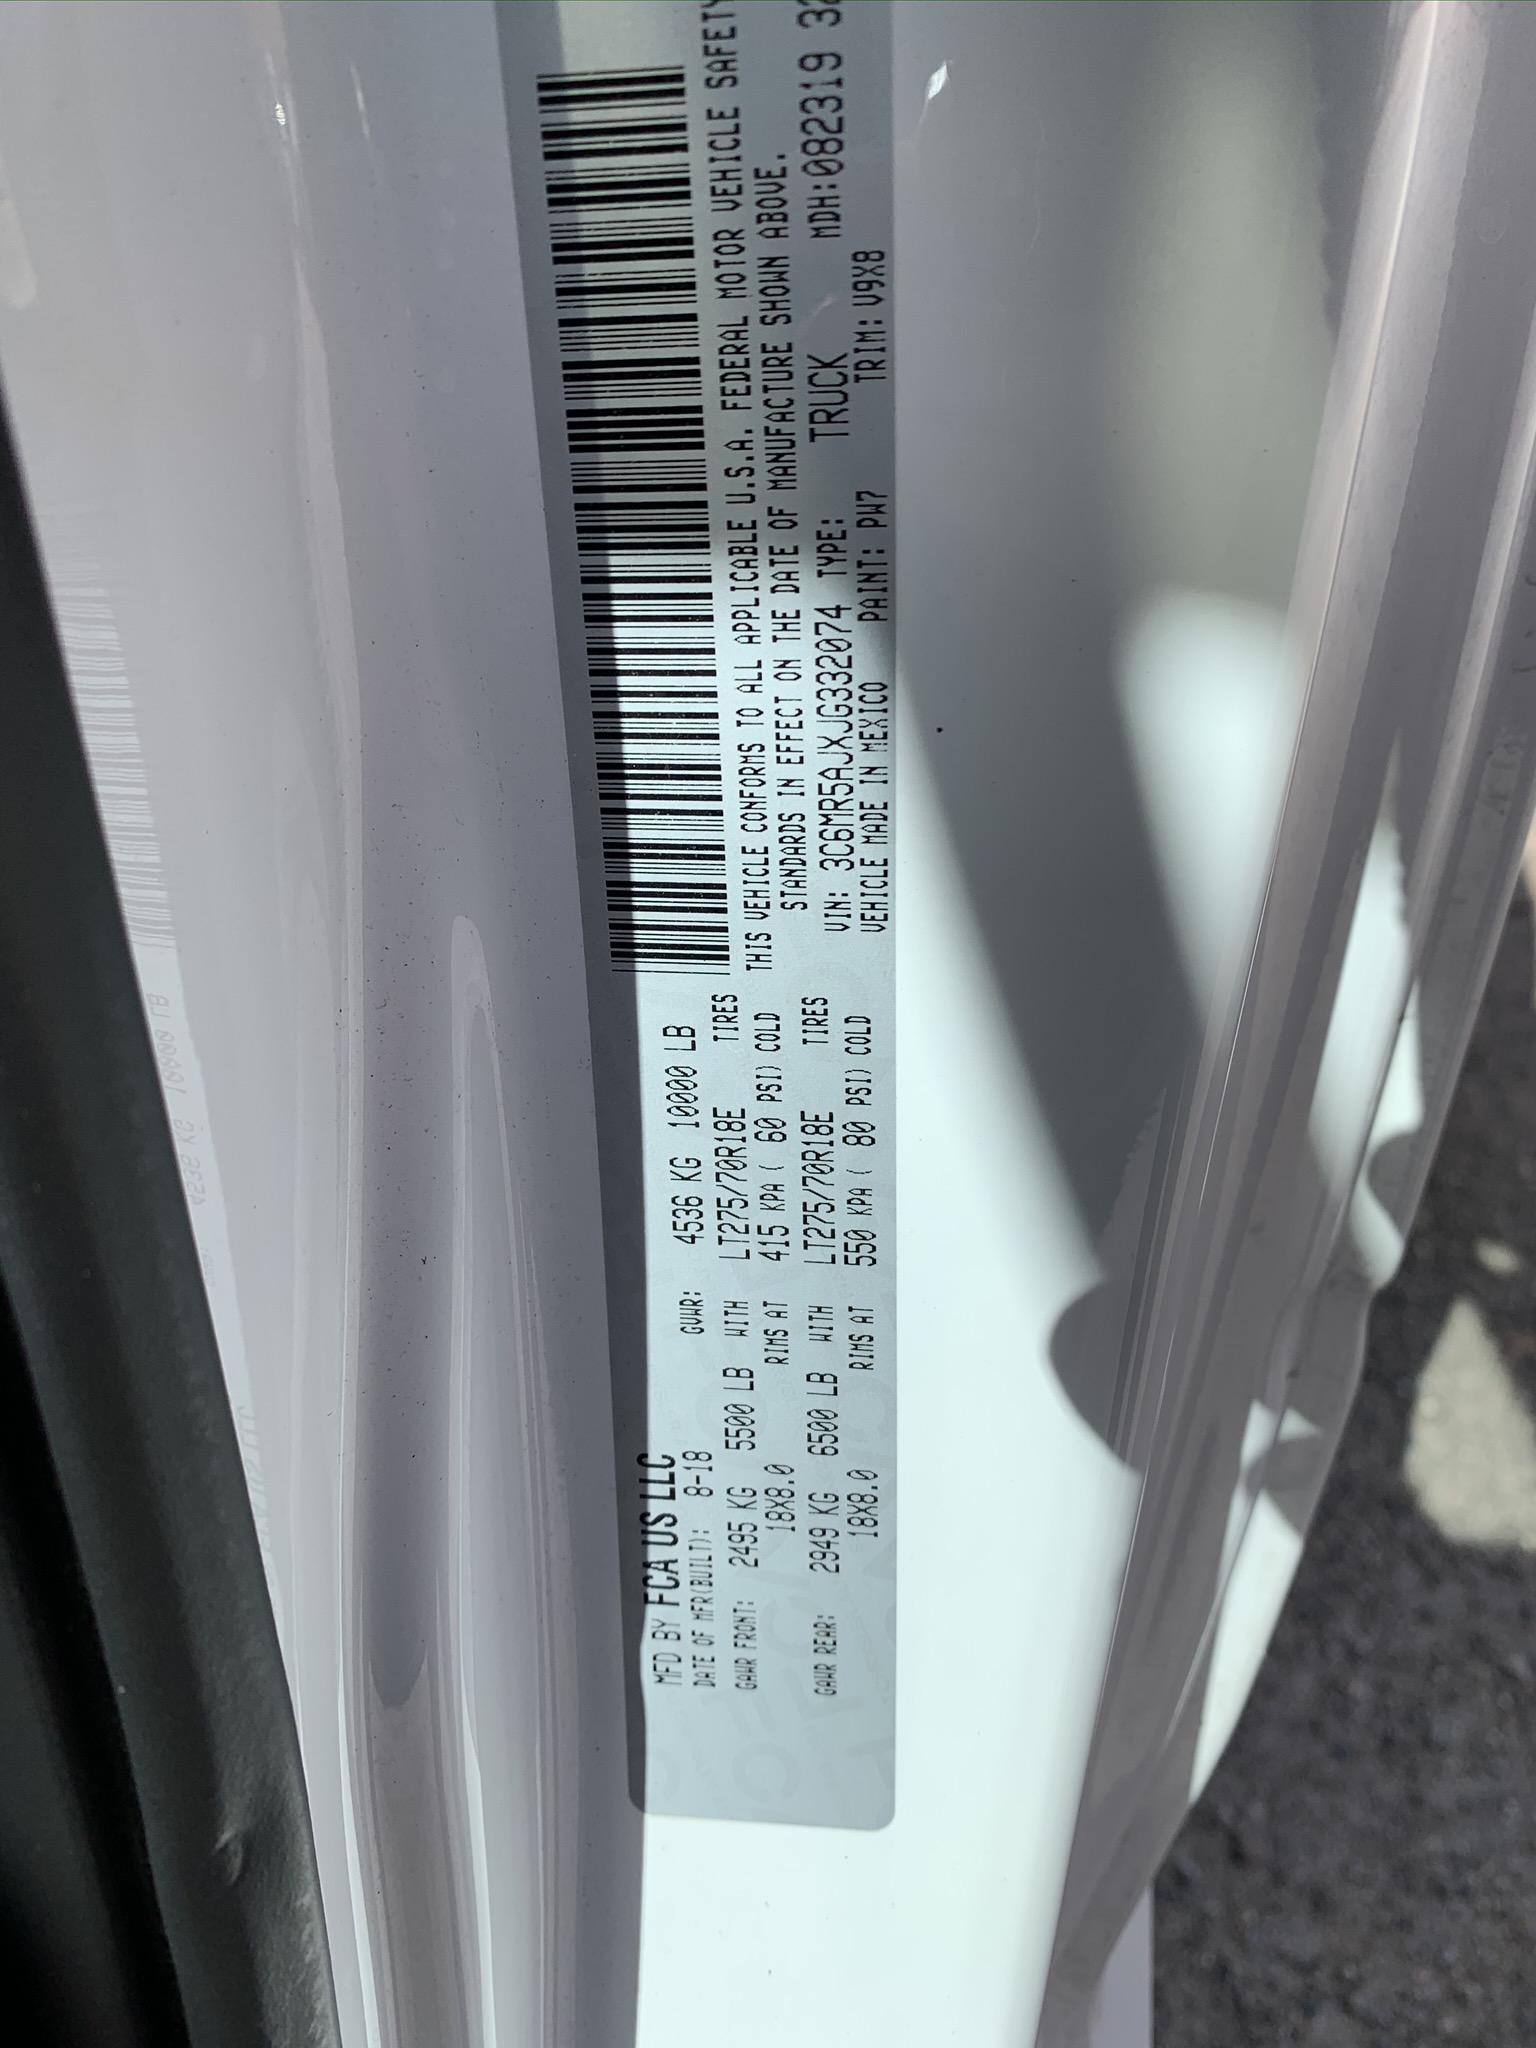 MFD BY FCA US LLC
DATE OF MFR(BUILT): 8-18 GVWR: 4536 KG 10000 LB
GAWR FRONT: 2495 KG 5500 LB WITH LT275/70R18E TIRES
18X8.0 RIMS AT 415 KPA ( 60 PSI) COLD
GAWR REAR: 2949 KG 6500 LB WITH LT275/70R18E TIRES
18X8.0 RIMS AT 550 KPA ( 80 PSI) COLD
THIS VEHICLE CONFORMS TO ALL APPLICABLE U.S.A. FEDERAL MOTOR VEHICLE SAFETY
STANDARDS IN EFFECT ON THE DATE OF MANUFACTURE SHOWN ABOVE.
VIN: 3C6MR5AJXJG332074 TYPE: TRUCK MDH:082319
VEHICLE MADE IN MEXICO PAINT: PW7 TRIM: V9X8